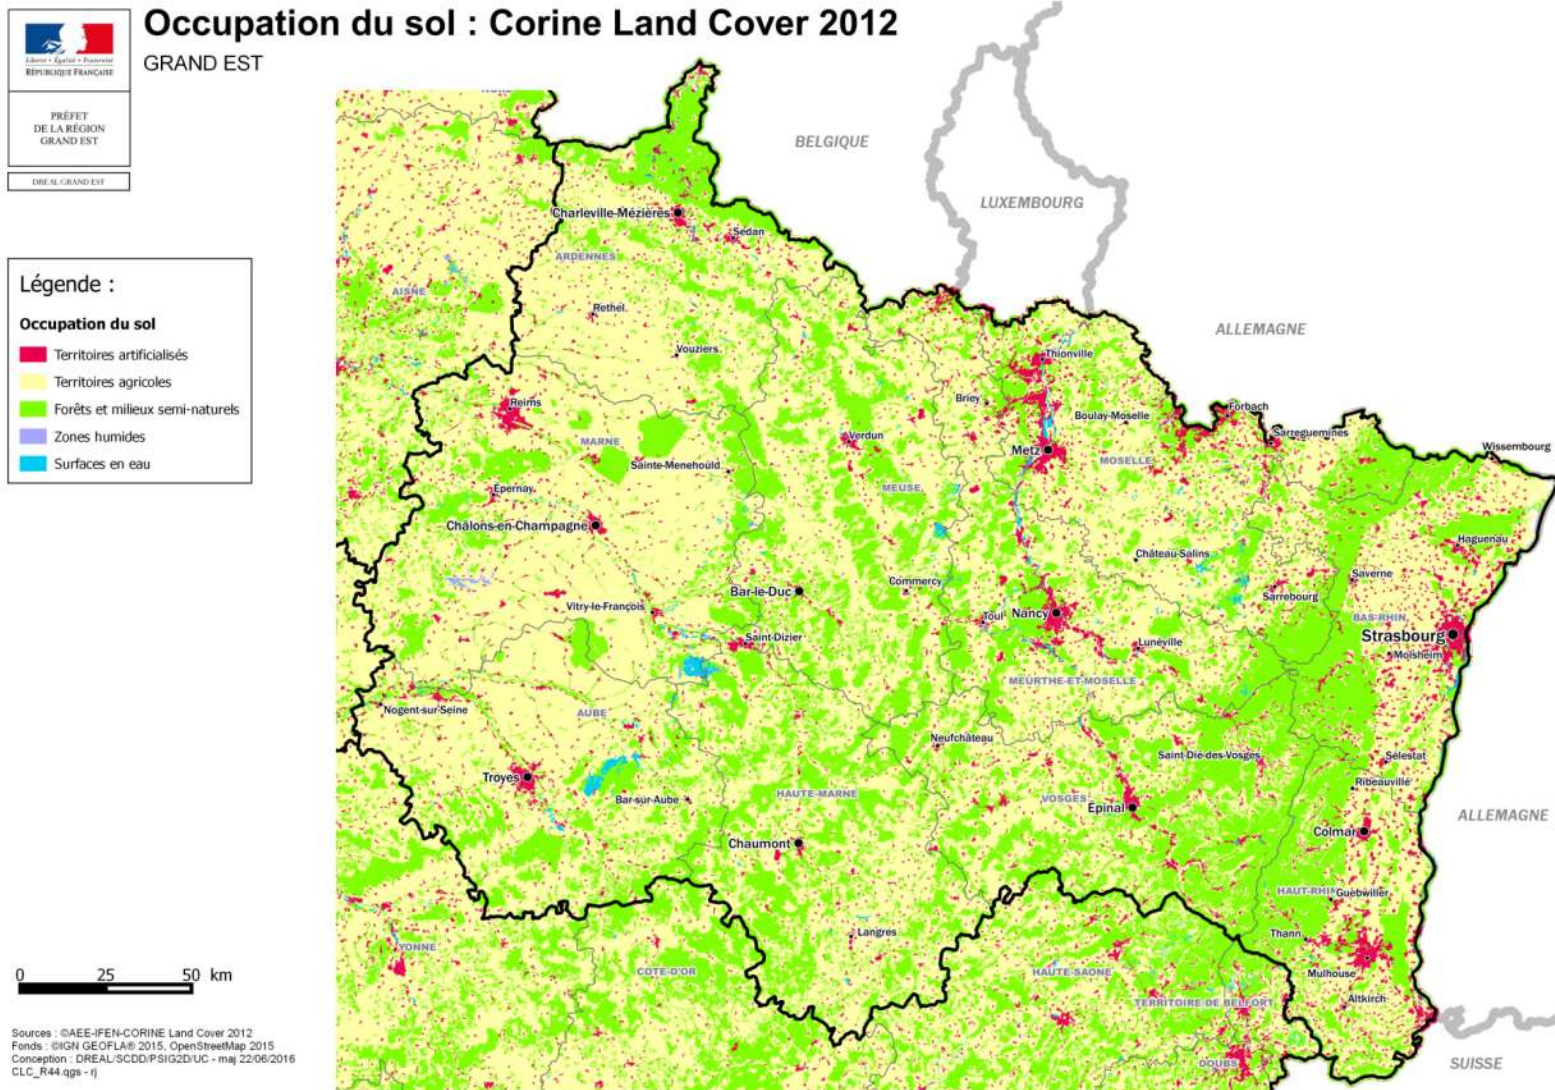 Occupation du sol : Corine Land Cover 2012
GRAND EST
Liberté • Égalité • Fraternité
RÉPUBLIQUE FRANÇAISE
PRÉFET
DE LA RÉGION
GRAND EST
DREAL GRAND EST
Légende :
Occupation du sol
Territoires artificialisés
Territoires agricoles
Forêts et milieux semi-naturels
Zones humides
Surfaces en eau
BELGIQUE
LUXEMBOURG
Charleville-Mézières
Sedan
ARDENNES
AISNE
Rethel
ALLEMAGNE
Vouziers
Thionville
Briey
Reims
Boulay-Moselle
Forbach
Sarreguemines
MARNE
Verdun
Metz
MOSELLE
Wissembourg
Sainte-Menehould
Épernay
MEUSE
Châlons-en-Champagne
Haguenau
Château-Salins
Saverne
Commercy
Bar-le-Duc
Sarrebourg
Vitry-le-François
Toul
Nancy
BAS-RHIN
Strasbourg
Saint-Dizier
Lunéville
Molsheim
MEURTHE-ET-MOSELLE
Nogent-sur-Seine
AUBE
Neufchâteau
Saint-Dié-des-Vosges
Sélestat
Troyes
Ribeauvillé
Bar-sur-Aube
HAUTE-MARNE
VOSGES
Épinal
ALLEMAGNE
Colmar
Chaumont
HAUT-RHIN
Guebwiller
Langres
Thann
YONNE
COTE-D'OR
HAUTE-SAONE
Mulhouse
TERRITOIRE DE BELFORT
Altkirch
DOUBS
SUISSE
0 25 50 km
Sources : ©AEE-IFEN-CORINE Land Cover 2012
Fonds : ©IGN GEOFLA® 2015, OpenStreetMap 2015
Conception : DREAL/SCDD/PSIG2D/UC - maj 22/06/2016
CLC_R44.qgs - rj